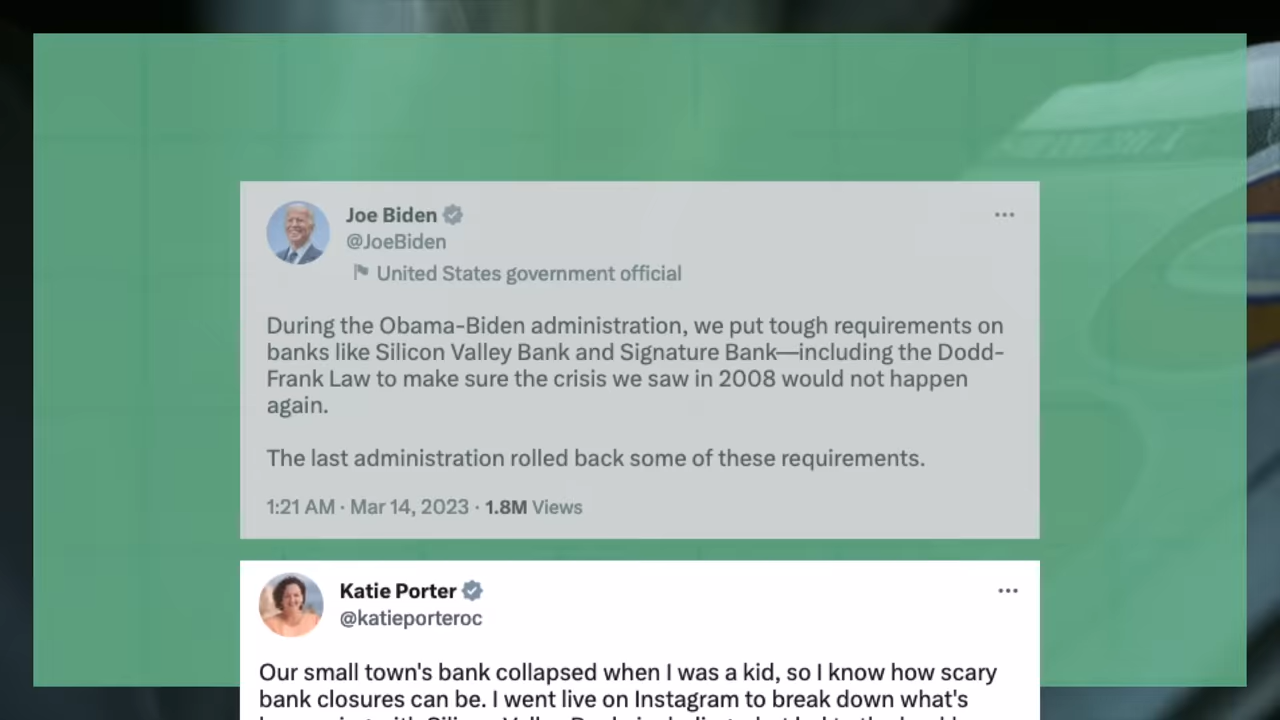 Joe Biden
@JoeBiden
United States government official
During the Obama-Biden administration, we put tough requirements on
banks like Silicon Valley Bank and Signature Bank—including the Dodd-
Frank Law to make sure the crisis we saw in 2008 would not happen
again.
The last administration rolled back some of these requirements.
1:21 AM · Mar 14, 2023 · 1.8M Views
Katie Porter
@katieporteroc
Our small town's bank collapsed when I was a kid, so I know how scary
bank closures can be. I went live on Instagram to break down what's